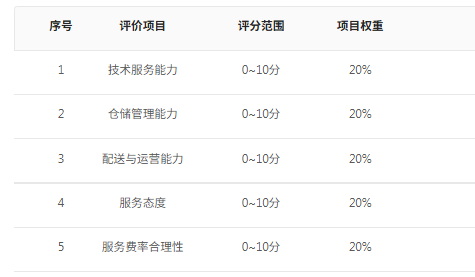 序号 评价项目 评分范围 项目权重
1 技术服务能力 0~10分 20%
2 仓储管理能力 0~10分 20%
3 配送与运营能力 0~10分 20%
4 服务态度 0~10分 20%
5 服务费率合理性 0~10分 20%